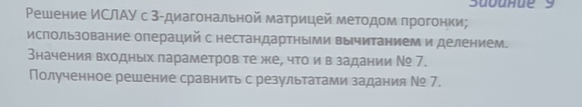 Задание 9
Решение ИСЛАУ с 3-диагональной матрицей методом прогонки;
использование операций с нестандартными вычитанием и делением.
Значения входных параметров те же, что и в задании № 7.
Полученное решение сравнить с результатами задания № 7.